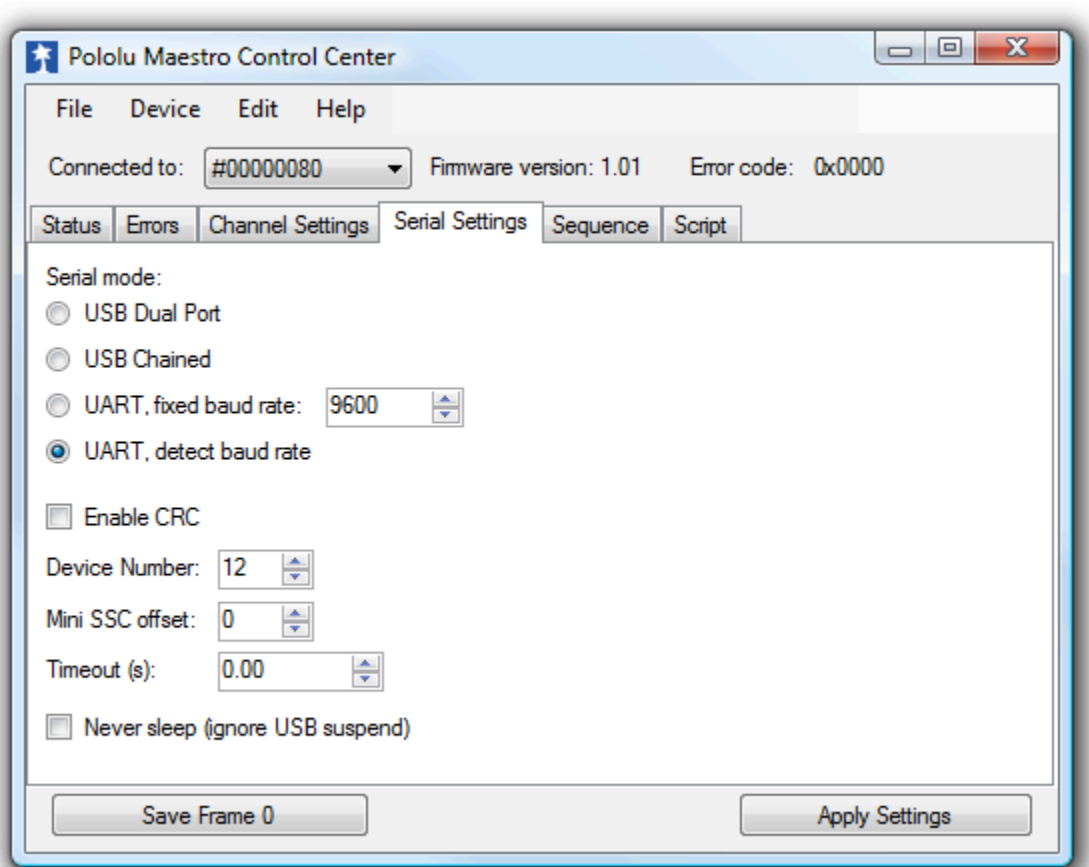 Pololu Maestro Control Center
File Device Edit Help
Connected to: #00000080 Firmware version: 1.01 Error code: 0x0000
Status Errors Channel Settings Serial Settings Sequence Script
Serial mode:
USB Dual Port
USB Chained
UART, fixed baud rate: 9600
UART, detect baud rate
Enable CRC
Device Number: 12
Mini SSC offset: 0
Timeout (s): 0.00
Never sleep (ignore USB suspend)
Save Frame 0 Apply Settings